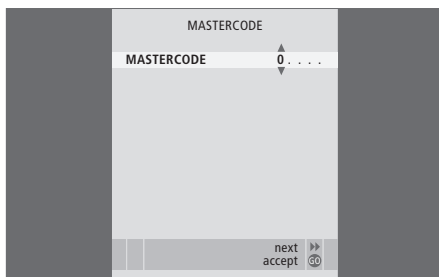 MASTERCODE
MASTERCODE 0 . . . .
next
accept GO